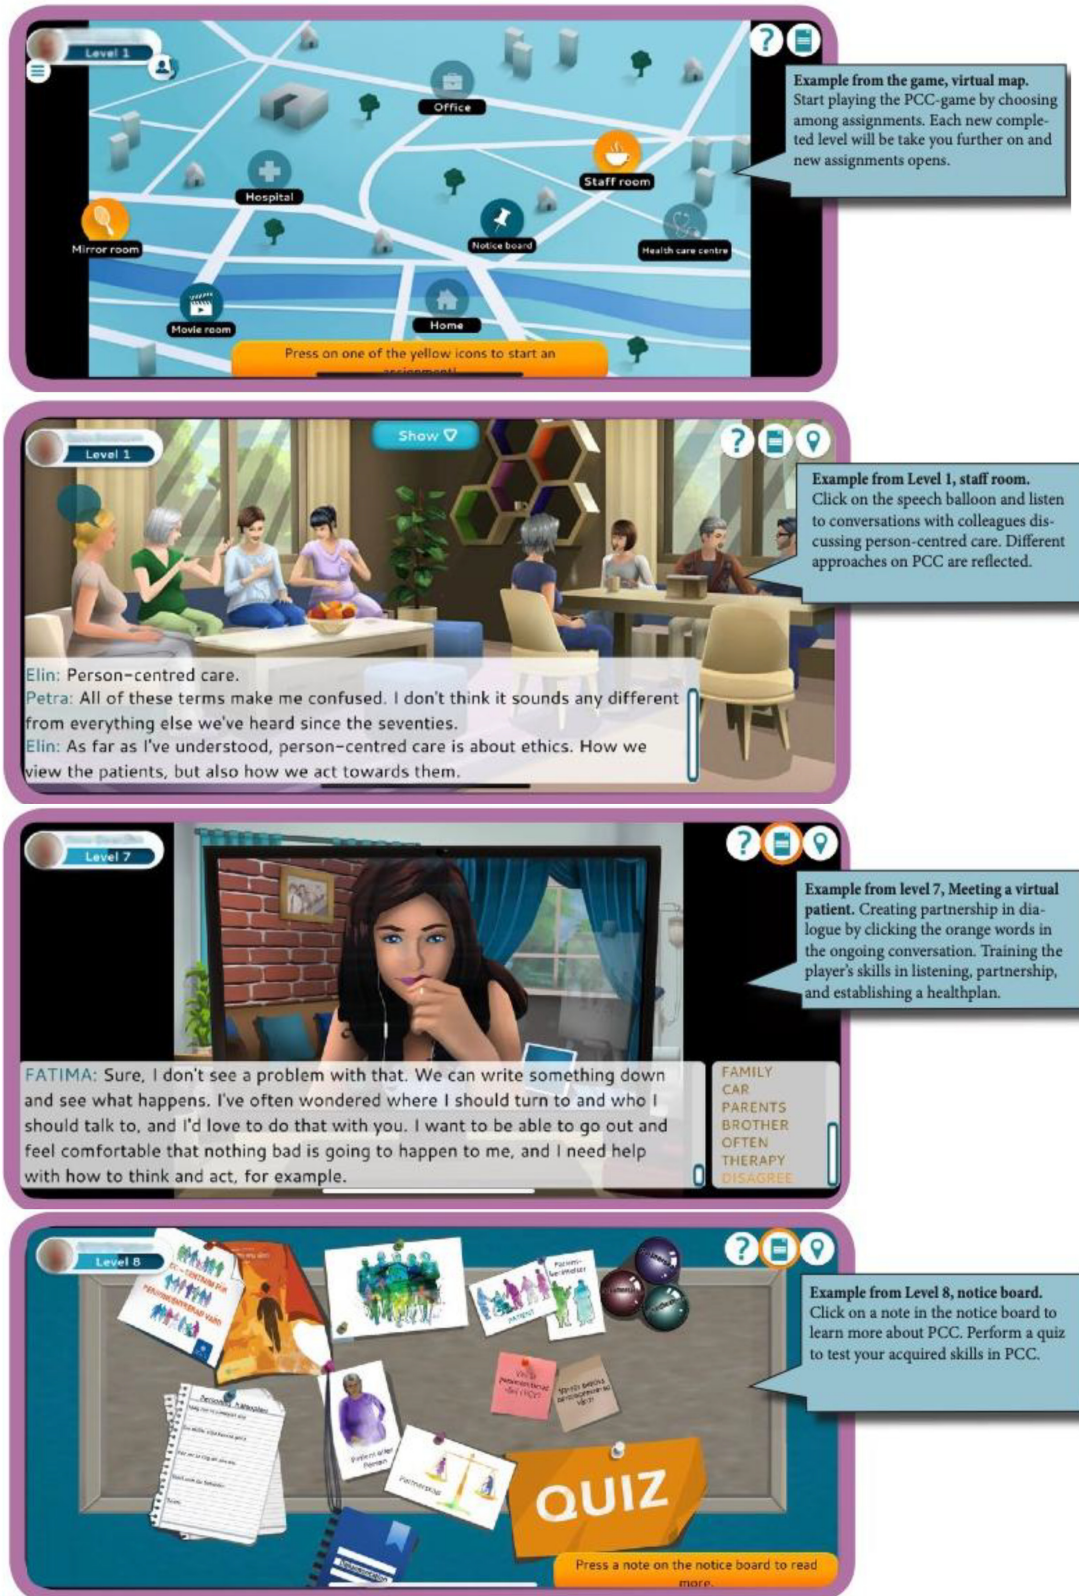 Level 1
?
Office
Staff room
Hospital
Mirror room
Notice board
Health care centre
Movie room
Home
Press on one of the yellow icons to start an
assignment!
Example from the game, virtual map.
Start playing the PCC-game by choosing
among assignments. Each new comple-
ted level will be take you further on and
new assignments opens.
Level 1
Show
?
Elin: Person-centred care.
Petra: All of these terms make me confused. I don't think it sounds any different
from everything else we've heard since the seventies.
Elin: As far as I've understood, person-centred care is about ethics. How we
view the patients, but also how we act towards them.
Example from Level 1, staff room.
Click on the speech balloon and listen
to conversations with colleagues dis-
cussing person-centred care. Different
approaches on PCC are reflected.
Level 7
?
FATIMA: Sure, I don't see a problem with that. We can write something down
and see what happens. I've often wondered where I should turn to and who I
should talk to, and I'd love to do that with you. I want to be able to go out and
feel comfortable that nothing bad is going to happen to me, and I need help
with how to think and act, for example.
FAMILY
CAR
PARENTS
BROTHER
OFTEN
THERAPY
DISAGREE
Example from level 7, Meeting a virtual
patient. Creating partnership in dia-
logue by clicking the orange words in
the ongoing conversation. Training the
player's skills in listening, partnership,
and establishing a healthplan.
Level 8
?
CENTRUM FÖR
PERSONCENTRERAD VÅRD
PATIENT
Patient-
berättelser
Patient eller
Person
Partnerskap
QUIZ
Dokumentation
Press a note on the notice board to read
more.
Example from Level 8, notice board.
Click on a note in the notice board to
learn more about PCC. Perform a quiz
to test your acquired skills in PCC.